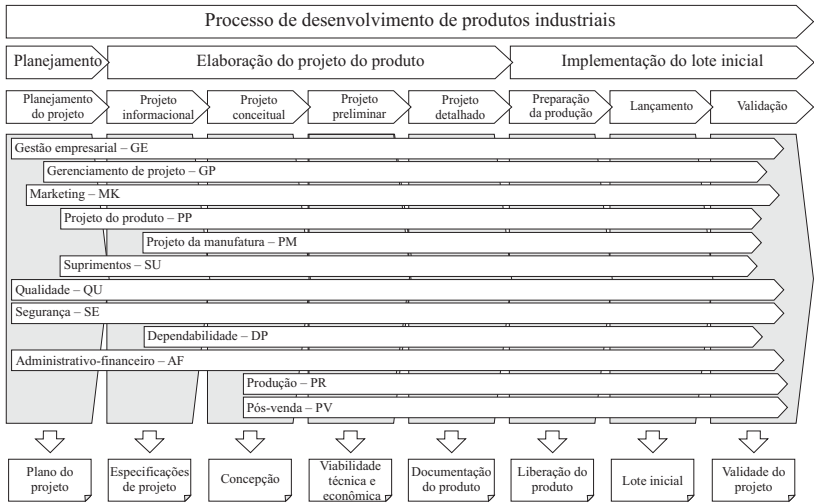 Processo de desenvolvimento de produtos industriais
Planejamento
Elaboração do projeto do produto
Implementação do lote inicial
Planejamento
do projeto
Projeto
informacional
Projeto
conceitual
Projeto
preliminar
Projeto
detalhado
Preparação
da produção
Lançamento
Validação
Gestão empresarial – GE
Gerenciamento de projeto – GP
Marketing – MK
Projeto do produto – PP
Projeto da manufatura – PM
Suprimentos – SU
Qualidade – QU
Segurança – SE
Dependabilidade – DP
Administrativo-financeiro – AF
Produção – PR
Pós-venda – PV
Plano do
projeto
Especificações
de projeto
Concepção
Viabilidade
técnica e
econômica
Documentação
do produto
Liberação do
produto
Lote inicial
Validade do
projeto